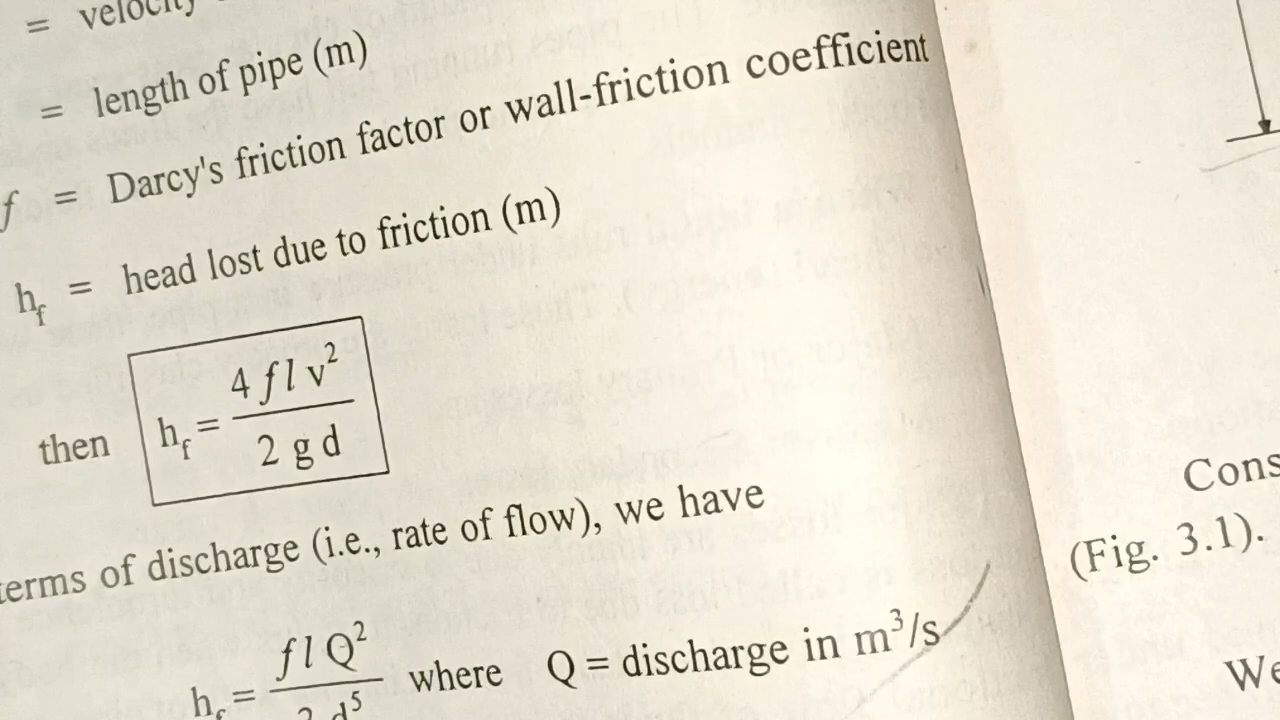 = velocity
= length of pipe (m)
f = Darcy's friction factor or wall-friction coefficient
h_f = head lost due to friction (m)
then h_f = 4 f l v² / 2 g d
terms of discharge (i.e., rate of flow), we have
h_f = f l Q² / 3 d⁵ where Q = discharge in m³/s
Cons
(Fig. 3.1).
We